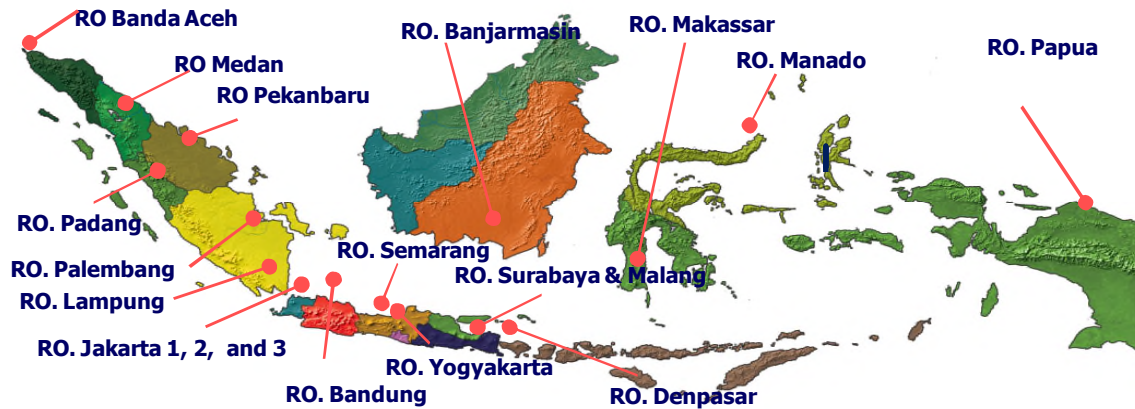 RO Banda Aceh
RO. Banjarmasin
RO. Makassar
RO. Papua
RO Medan
RO. Manado
RO Pekanbaru
RO. Padang
RO. Semarang
RO. Palembang
RO. Surabaya & Malang
RO. Lampung
RO. Jakarta 1, 2, and 3
RO. Yogyakarta
RO. Bandung
RO. Denpasar